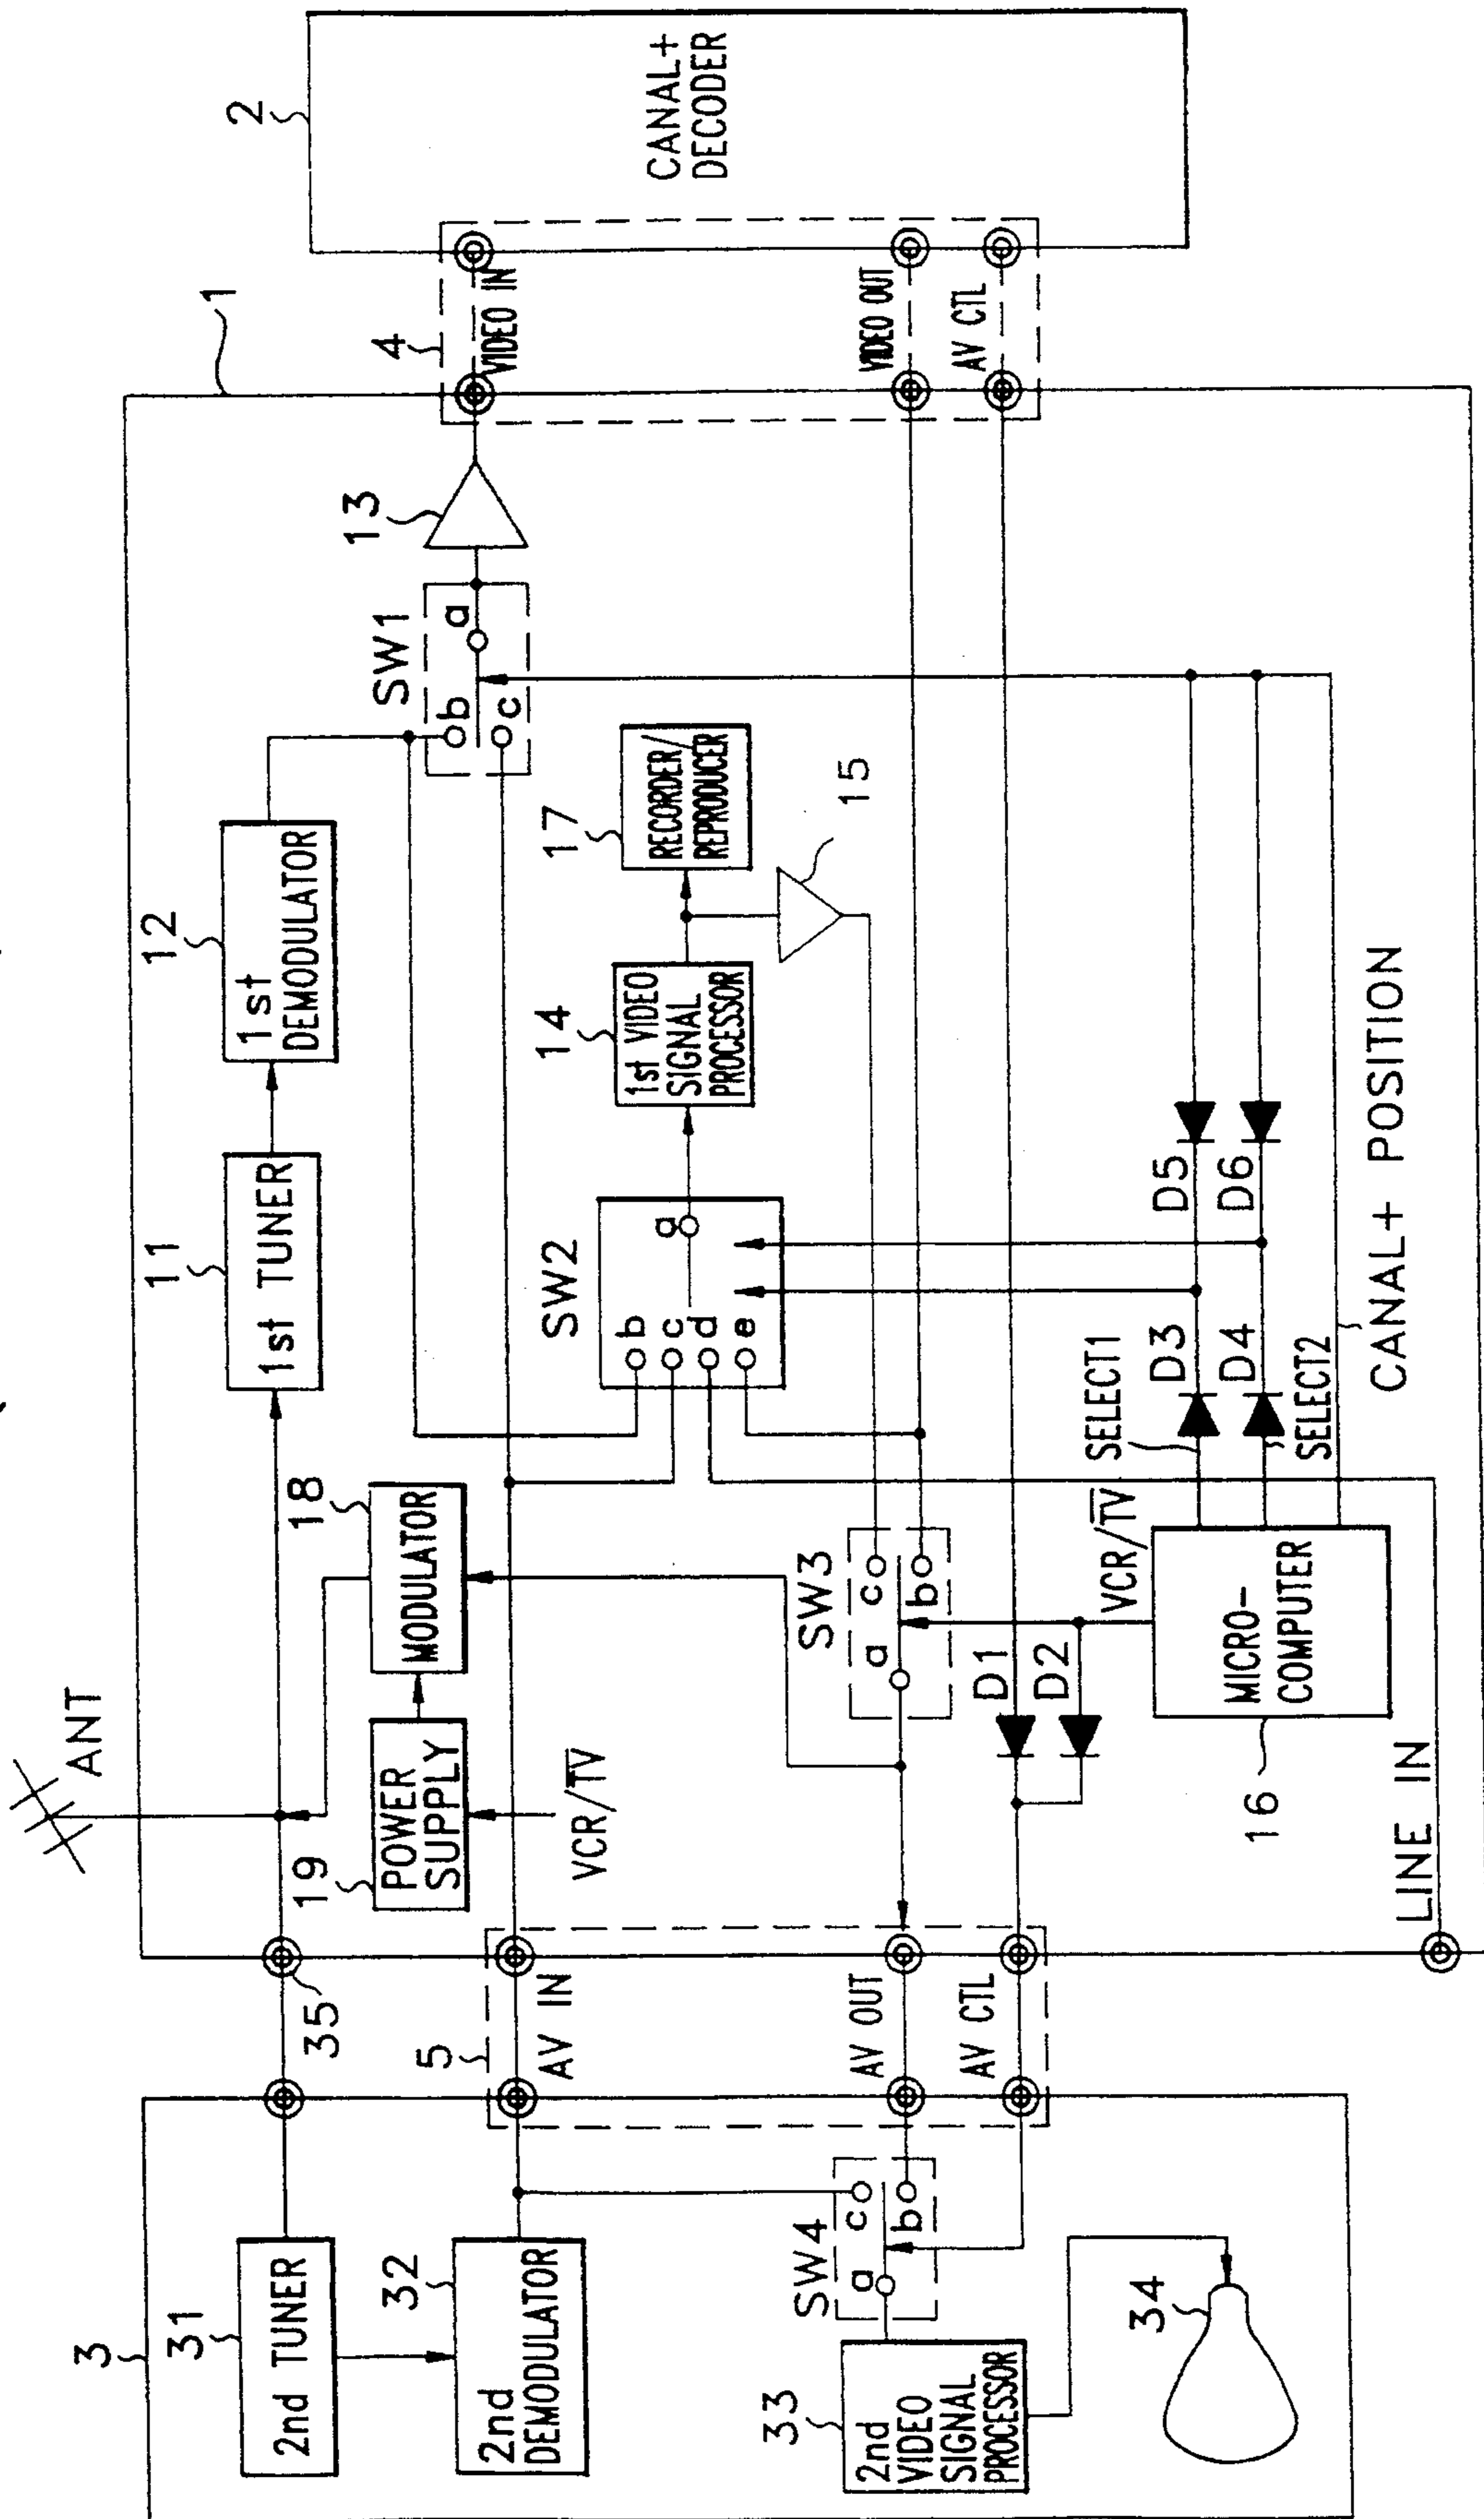 2
CANAL+
DECODER
1
4
VIDEO IN
VIDEO OUT
AV CTL
13
SW1
a
b
c
12
1st
DEMODULATOR
17
RECORDER/
REPRODUCER
15
14
1st VIDEO
SIGNAL
PROCESSOR
11
1st TUNER
SW2
a
b
c
d
e
D5
D6
D3
D4
SELECT1
SELECT2
CANAL+ POSITION
18
MODULATOR
SW3
c
b
a
D1
D2
VCR/TV
MICRO-
COMPUTER
16
ANT
19
POWER
SUPPLY
VCR/TV
LINE IN
35
5
AV IN
AV OUT
AV CTL
3
31
2nd TUNER
32
2nd
DEMODULATOR
SW4
c
b
a
33
2nd
VIDEO
SIGNAL
PROCESSOR
34